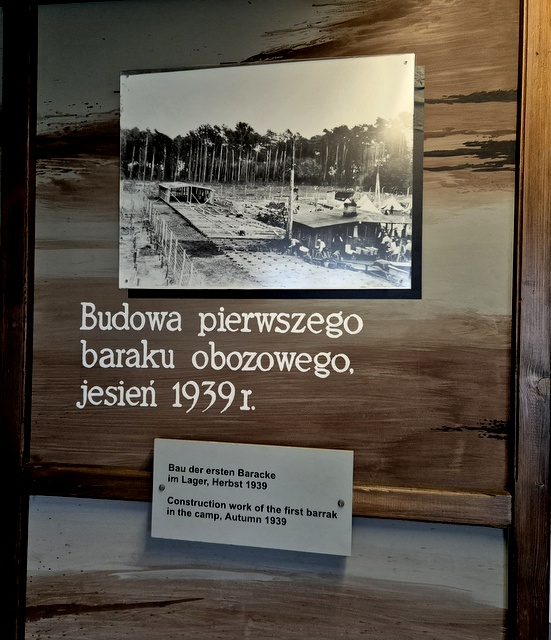 Budowa pierwszego
baraku obozowego,
jesień 1939 r.
Bau der ersten Baracke
im Lager, Herbst 1939
Construction work of the first barrak
in the camp, Autumn 1939